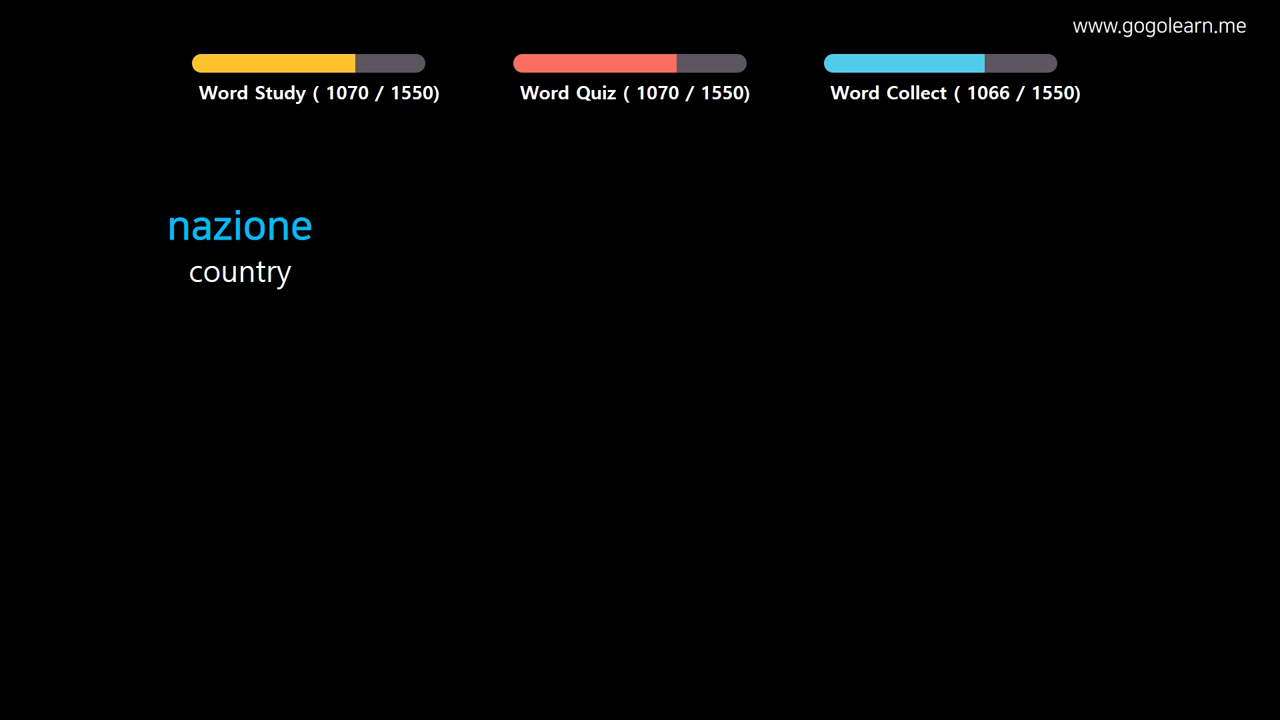 www.gogolearn.me
Word Study ( 1070 / 1550)
Word Quiz ( 1070 / 1550)
Word Collect ( 1066 / 1550)
nazione
country